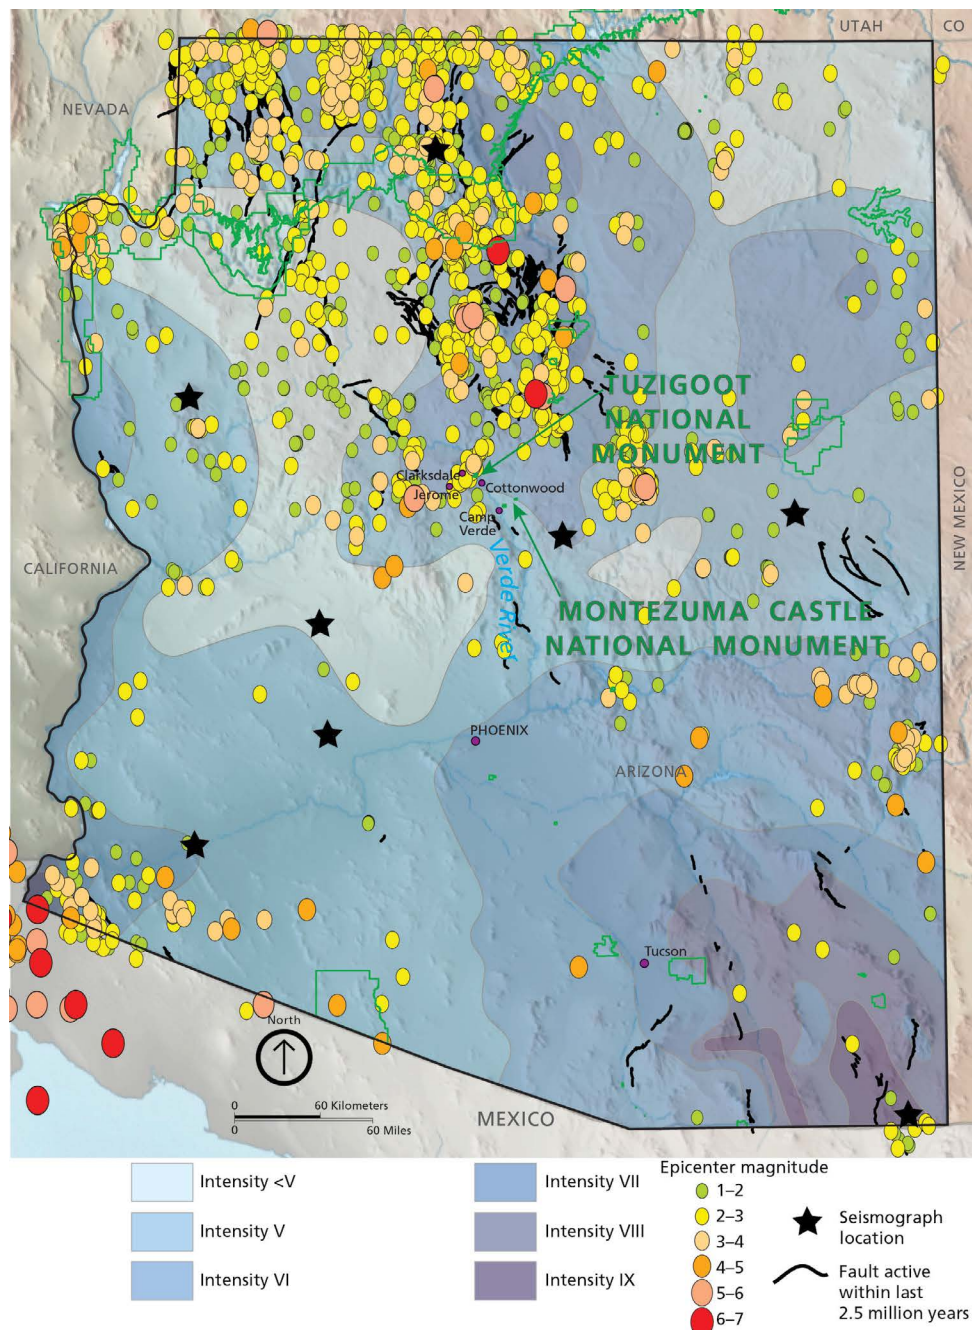 UTAH
CO
NEVADA
TUZIGOOT
NATIONAL
MONUMENT
Clarksdale
Jerome
Cottonwood
Camp
Verde
Verde River
CALIFORNIA
NEW MEXICO
MONTEZUMA CASTLE
NATIONAL MONUMENT
PHOENIX
ARIZONA
Tucson
North
0 60 Kilometers
0 60 Miles
MEXICO
Intensity <V
Intensity V
Intensity VI
Intensity VII
Intensity VIII
Intensity IX
Epicenter magnitude
1–2
2–3
3–4
4–5
5–6
6–7
Seismograph
location
Fault active
within last
2.5 million years